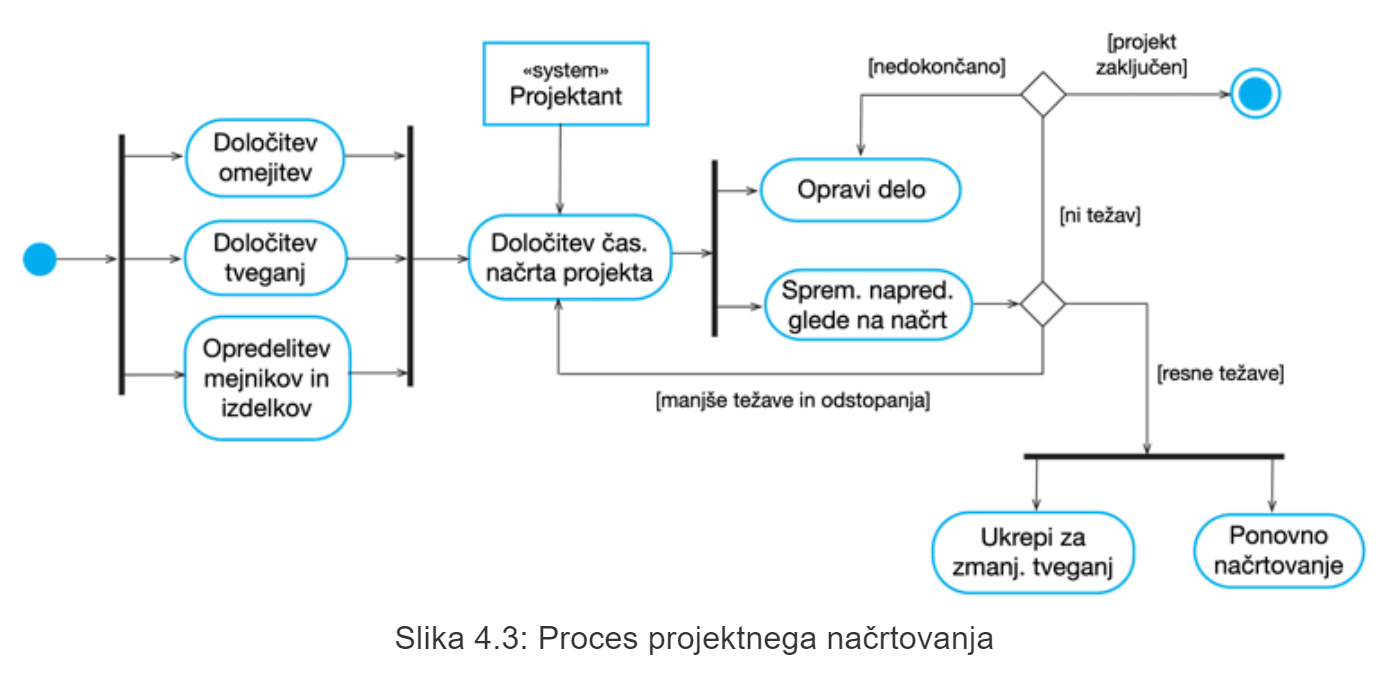 «system»
Projektant
[nedokončano]
[projekt
zaključen]
Določitev
omejitev
Določitev
tveganj
Opredelitev
mejnikov in
izdelkov
Določitev čas.
načrta projekta
Opravi delo
[ni težav]
Sprem. napred.
glede na načrt
[manjše težave in odstopanja]
[resne težave]
Ukrepi za
zmanj. tveganj
Ponovno
načrtovanje
Slika 4.3: Proces projektnega načrtovanja